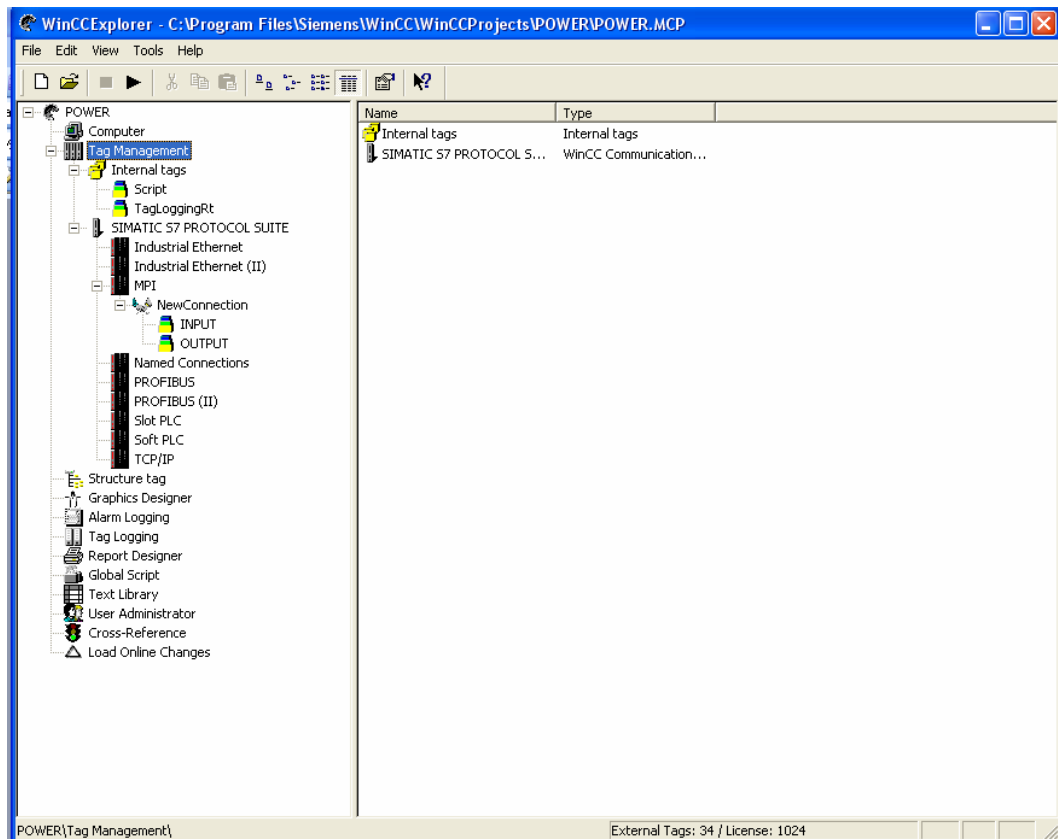 WinCCExplorer - C:\Program Files\Siemens\WinCC\WinCCProjects\POWER\POWER.MCP
File Edit View Tools Help
POWER
Computer
Tag Management
Internal tags
Script
TagLoggingRt
SIMATIC S7 PROTOCOL SUITE
Industrial Ethernet
Industrial Ethernet (II)
MPI
NewConnection
INPUT
OUTPUT
Named Connections
PROFIBUS
PROFIBUS (II)
Slot PLC
Soft PLC
TCP/IP
Structure tag
Graphics Designer
Alarm Logging
Tag Logging
Report Designer
Global Script
Text Library
User Administrator
Cross-Reference
Load Online Changes
Name Type
Internal tags Internal tags
SIMATIC S7 PROTOCOL S... WinCC Communication...
POWER\Tag Management\ External Tags: 34 / License: 1024